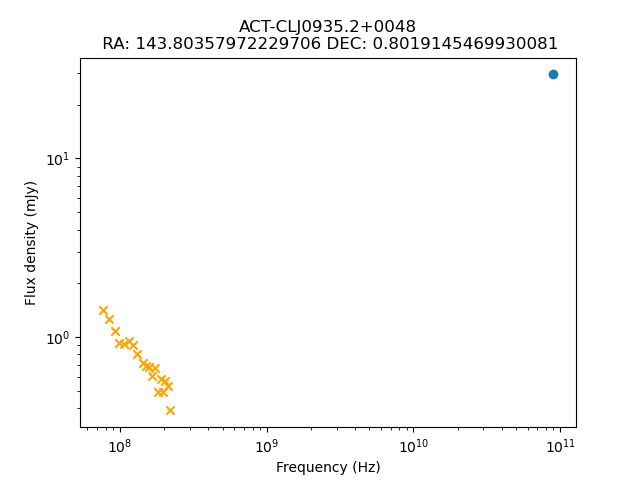 ACT-CLJ0935.2+0048
RA: 143.80357972229706 DEC: 0.8019145469930081
Flux density (mJy)
10¹
10⁰
10⁸ 10⁹ 10¹⁰ 10¹¹
Frequency (Hz)